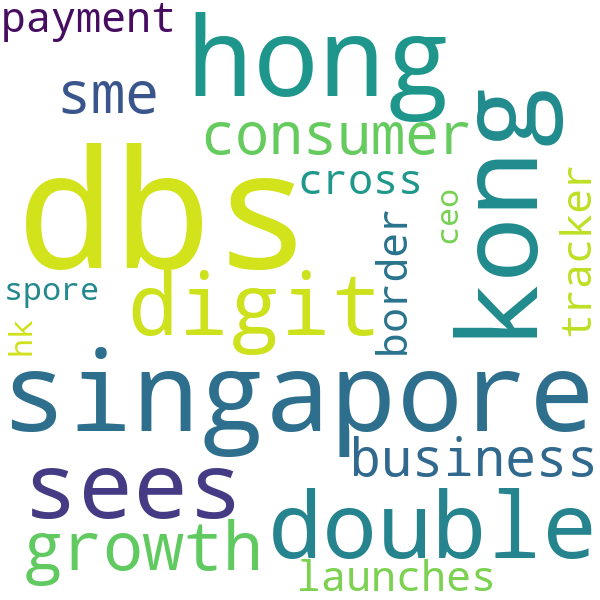 payment
hong
sme
consumer
kong
dbs
cross
ceo
tracker
border
spore
digit
hk
singapore
business
sees
double
growth
launches